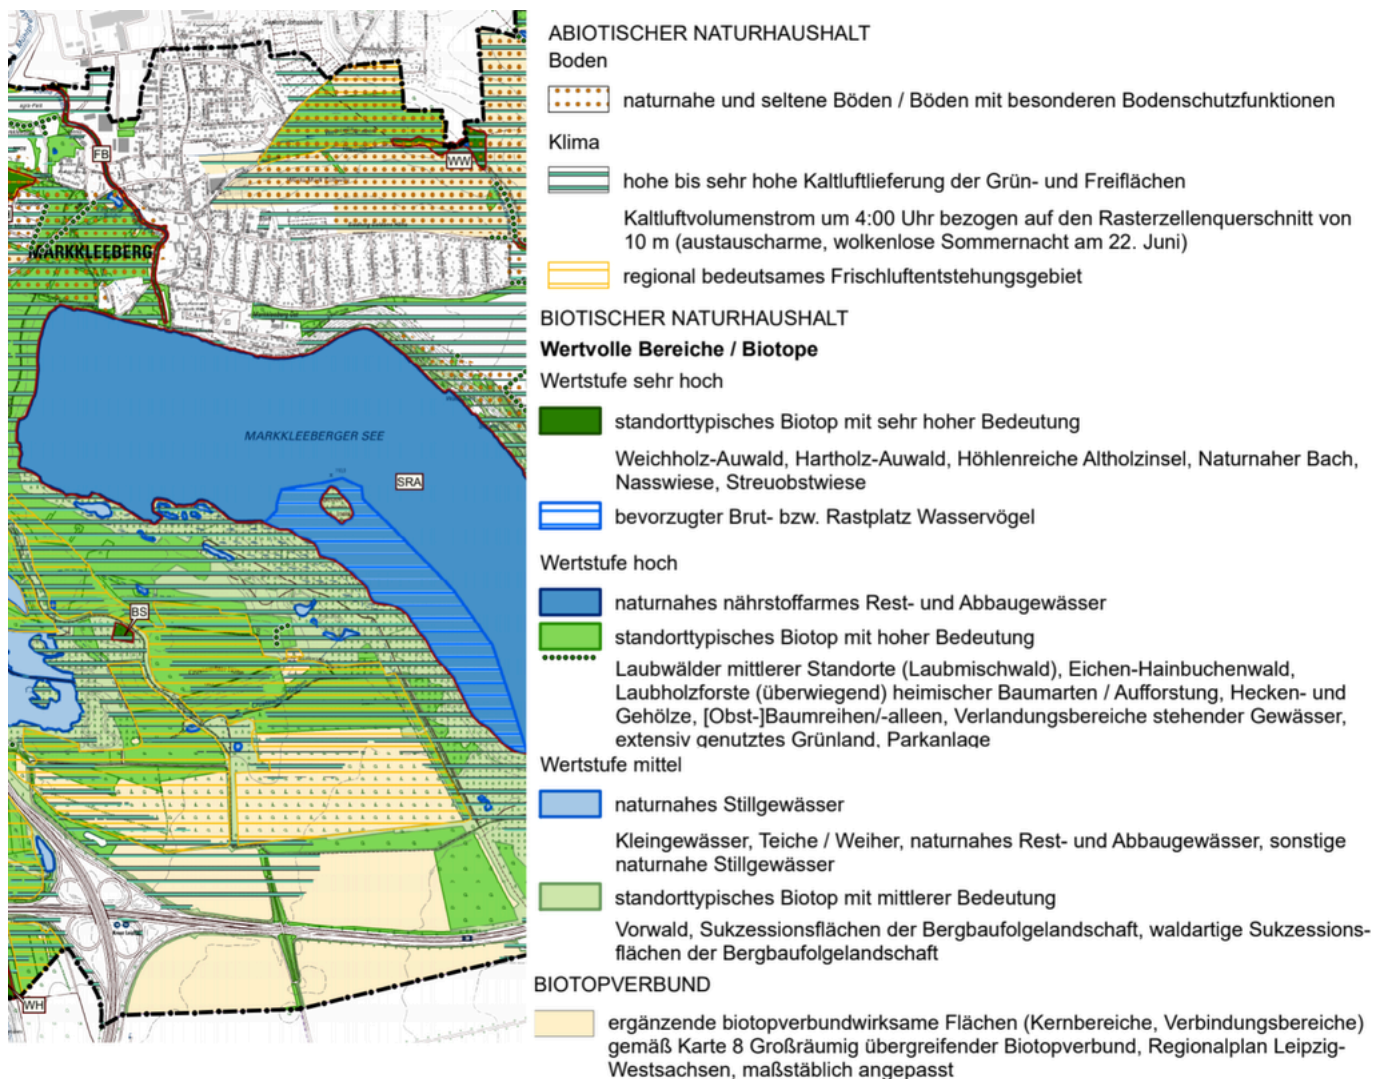 FB
WW
MARKKLEEBERG
MARKKLEEBERGER SEE
SRA
BS
WH
ABIOTISCHER NATURHAUSHALT
Boden
naturnahe und seltene Böden / Böden mit besonderen Bodenschutzfunktionen
Klima
hohe bis sehr hohe Kaltluftlieferung der Grün- und Freiflächen
Kaltluftvolumenstrom um 4:00 Uhr bezogen auf den Rasterzellenquerschnitt von
10 m (austauscharme, wolkenlose Sommernacht am 22. Juni)
regional bedeutsames Frischluftentstehungsgebiet
BIOTISCHER NATURHAUSHALT
Wertvolle Bereiche / Biotope
Wertstufe sehr hoch
standorttypisches Biotop mit sehr hoher Bedeutung
Weichholz-Auwald, Hartholz-Auwald, Höhlenreiche Altholzinsel, Naturnaher Bach,
Nasswiese, Streuobstwiese
bevorzugter Brut- bzw. Rastplatz Wasservögel
Wertstufe hoch
naturnahes nährstoffarmes Rest- und Abbaugewässer
standorttypisches Biotop mit hoher Bedeutung
Laubwälder mittlerer Standorte (Laubmischwald), Eichen-Hainbuchenwald,
Laubholzforste (überwiegend) heimischer Baumarten / Aufforstung, Hecken- und
Gehölze, [Obst-]Baumreihen/-alleen, Verlandungsbereiche stehender Gewässer,
extensiv genutztes Grünland, Parkanlage
Wertstufe mittel
naturnahes Stillgewässer
Kleingewässer, Teiche / Weiher, naturnahes Rest- und Abbaugewässer, sonstige
naturnahe Stillgewässer
standorttypisches Biotop mit mittlerer Bedeutung
Vorwald, Sukzessionsflächen der Bergbaufolgelandschaft, waldartige Sukzessions-
flächen der Bergbaufolgelandschaft
BIOTOPVERBUND
ergänzende biotopverbundwirksame Flächen (Kernbereiche, Verbindungsbereiche)
gemäß Karte 8 Großräumig übergreifender Biotopverbund, Regionalplan Leipzig-
Westsachsen, maßstäblich angepasst